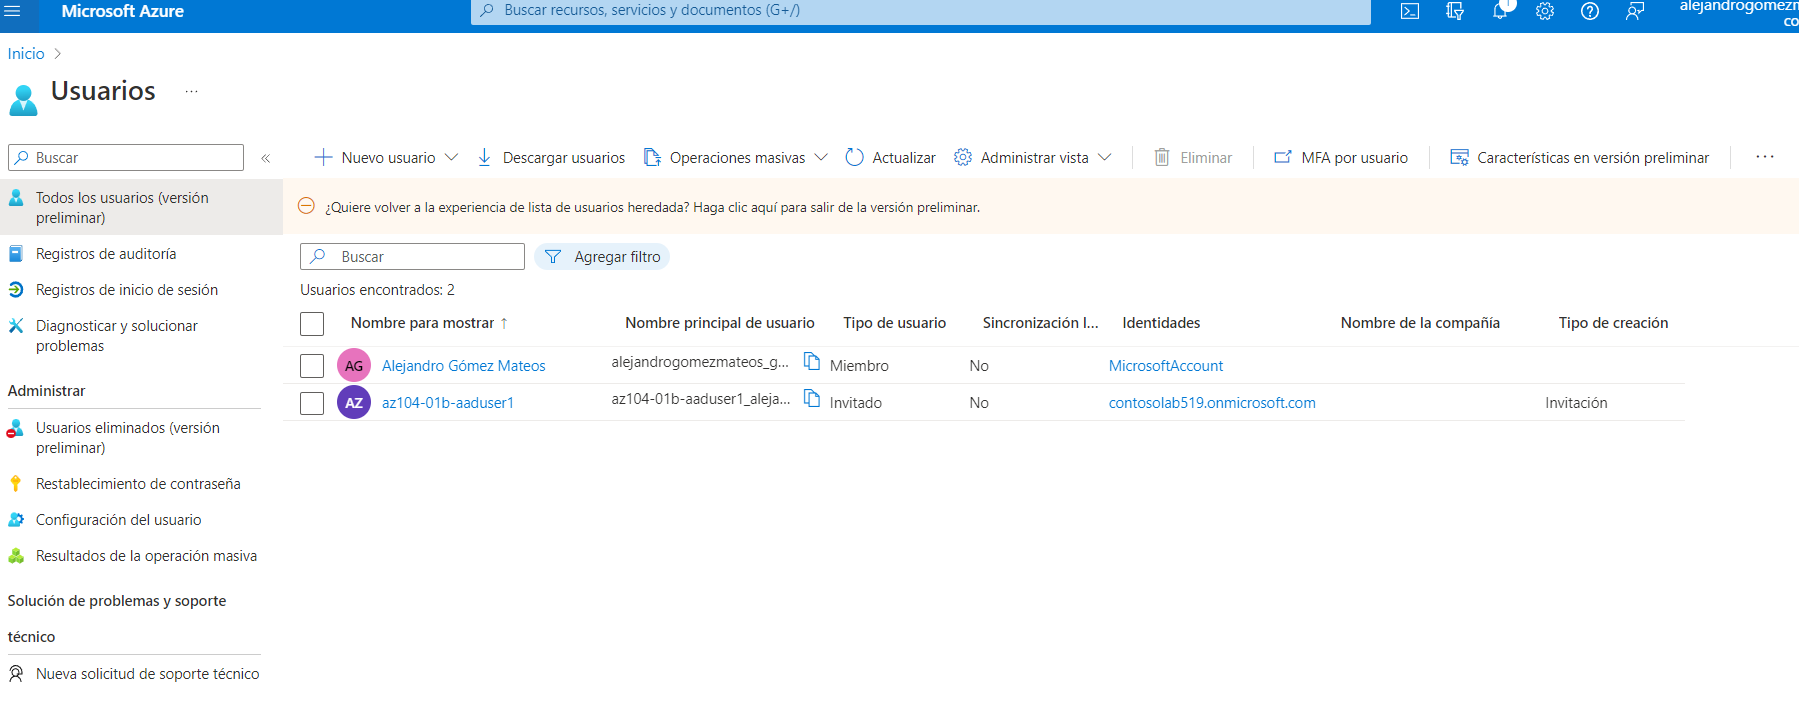 Microsoft Azure
Buscar recursos, servicios y documentos (G+/)
1
alejandrogomezm
co
Inicio >
Usuarios ...
Buscar
«
Nuevo usuario
Descargar usuarios
Operaciones masivas
Actualizar
Administrar vista
Eliminar
MFA por usuario
Características en versión preliminar
...
Todos los usuarios (versión
preliminar)
Registros de auditoría
Registros de inicio de sesión
Diagnosticar y solucionar
problemas
Administrar
Usuarios eliminados (versión
preliminar)
Restablecimiento de contraseña
Configuración del usuario
Resultados de la operación masiva
Solución de problemas y soporte
técnico
Nueva solicitud de soporte técnico
¿Quiere volver a la experiencia de lista de usuarios heredada? Haga clic aquí para salir de la versión preliminar.
Buscar
Agregar filtro
Usuarios encontrados: 2
Nombre para mostrar ↑ Nombre principal de usuario Tipo de usuario Sincronización l... Identidades Nombre de la compañía Tipo de creación
AG Alejandro Gómez Mateos alejandrogomezmateos_g... Miembro No MicrosoftAccount
AZ az104-01b-aaduser1 az104-01b-aaduser1_aleja... Invitado No contosolab519.onmicrosoft.com Invitación